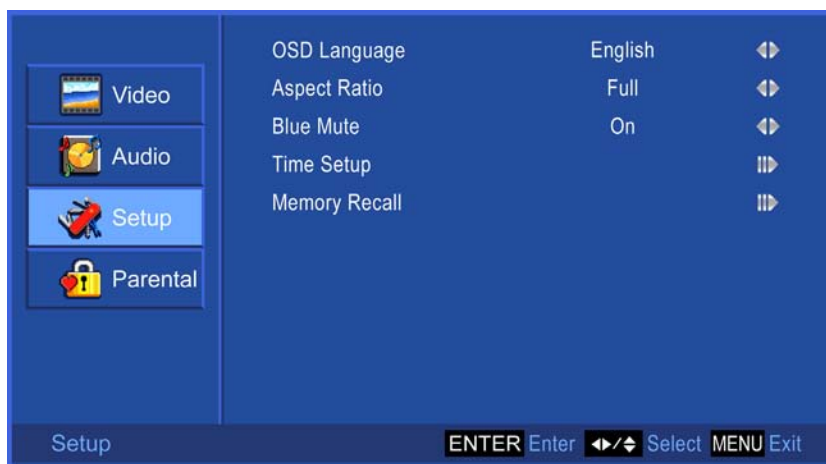 Video
Audio
Setup
Parental
OSD Language English
Aspect Ratio Full
Blue Mute On
Time Setup
Memory Recall
Setup ENTER Enter / Select MENU Exit